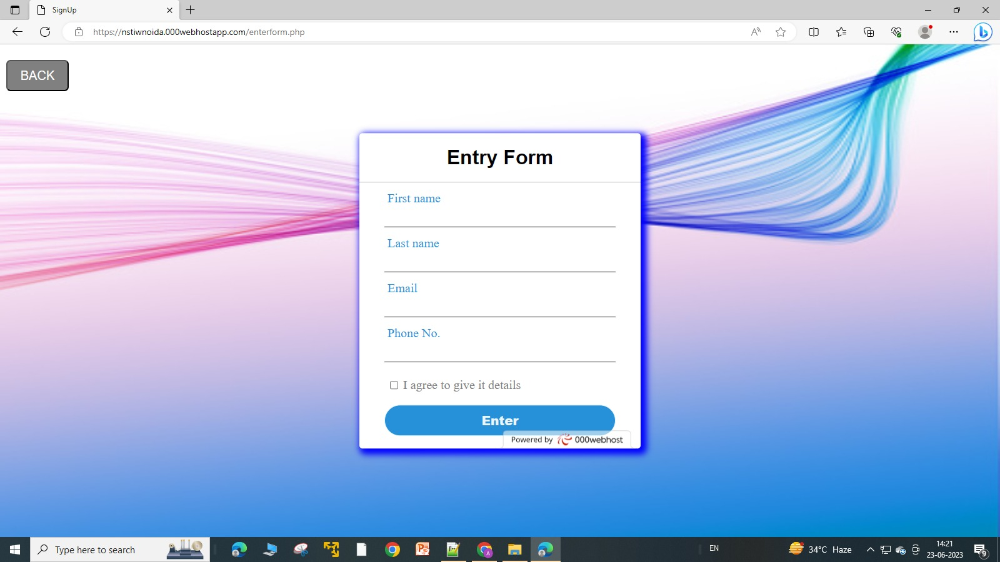 SignUp
https://nstiwnoida.000webhostapp.com/enterform.php
BACK
Entry Form
First name
Last name
Email
Phone No.
I agree to give it details
Enter
Powered by 000webhost
Type here to search
A
EN
34°C Haze
14:21
23-06-2023
9